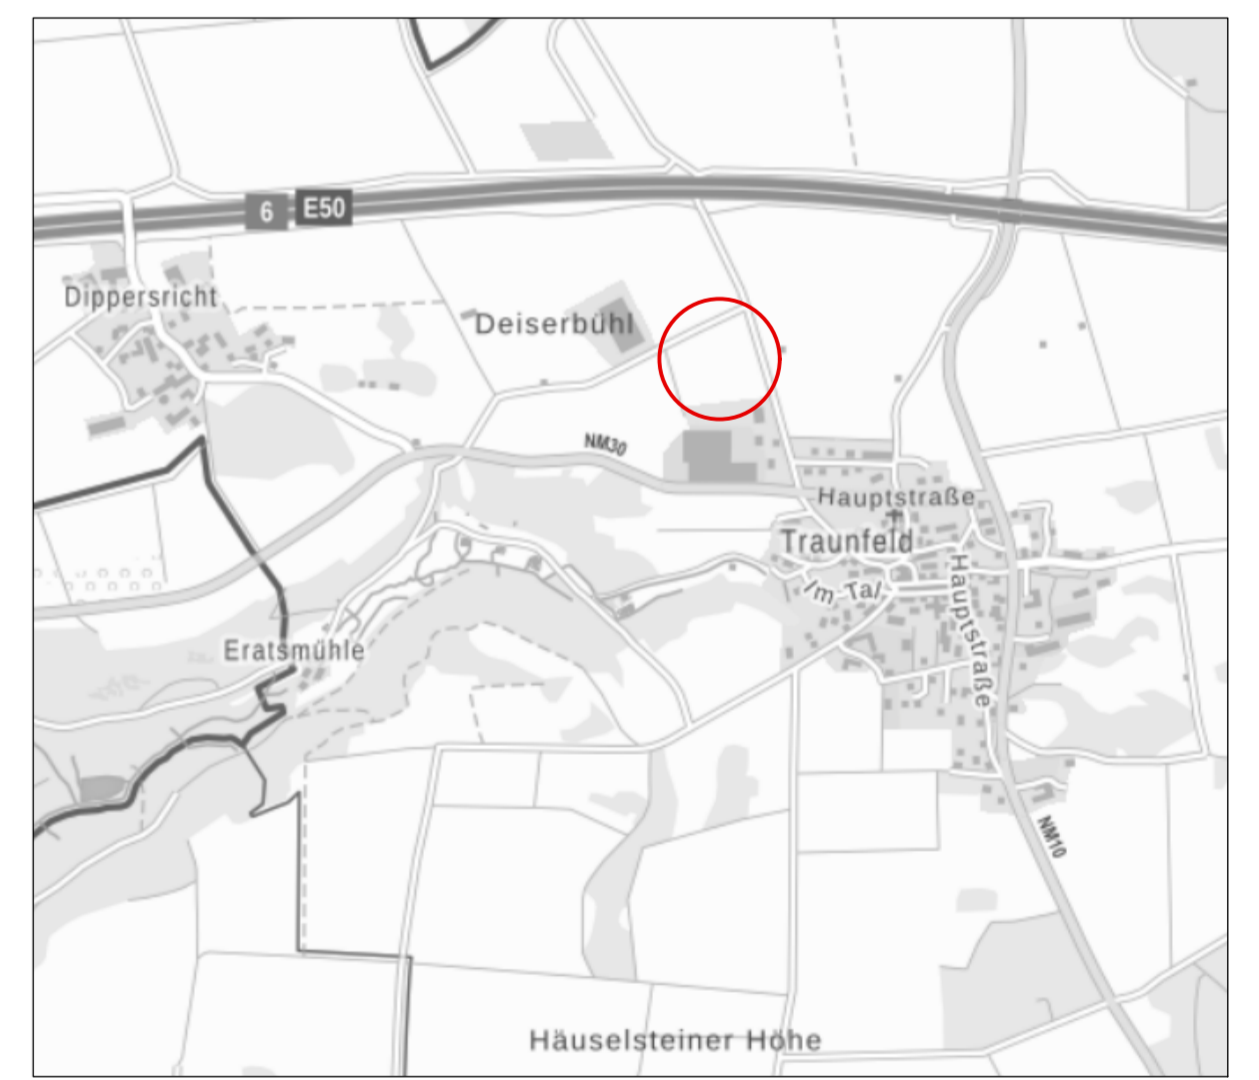 6
E50
Dippersricht
Deiserbühl
NM30
Hauptstraße
Traunfeld
Im Tal
Hauptstraße
Eratsmühle
NM10
Häuselsteiner Höhe